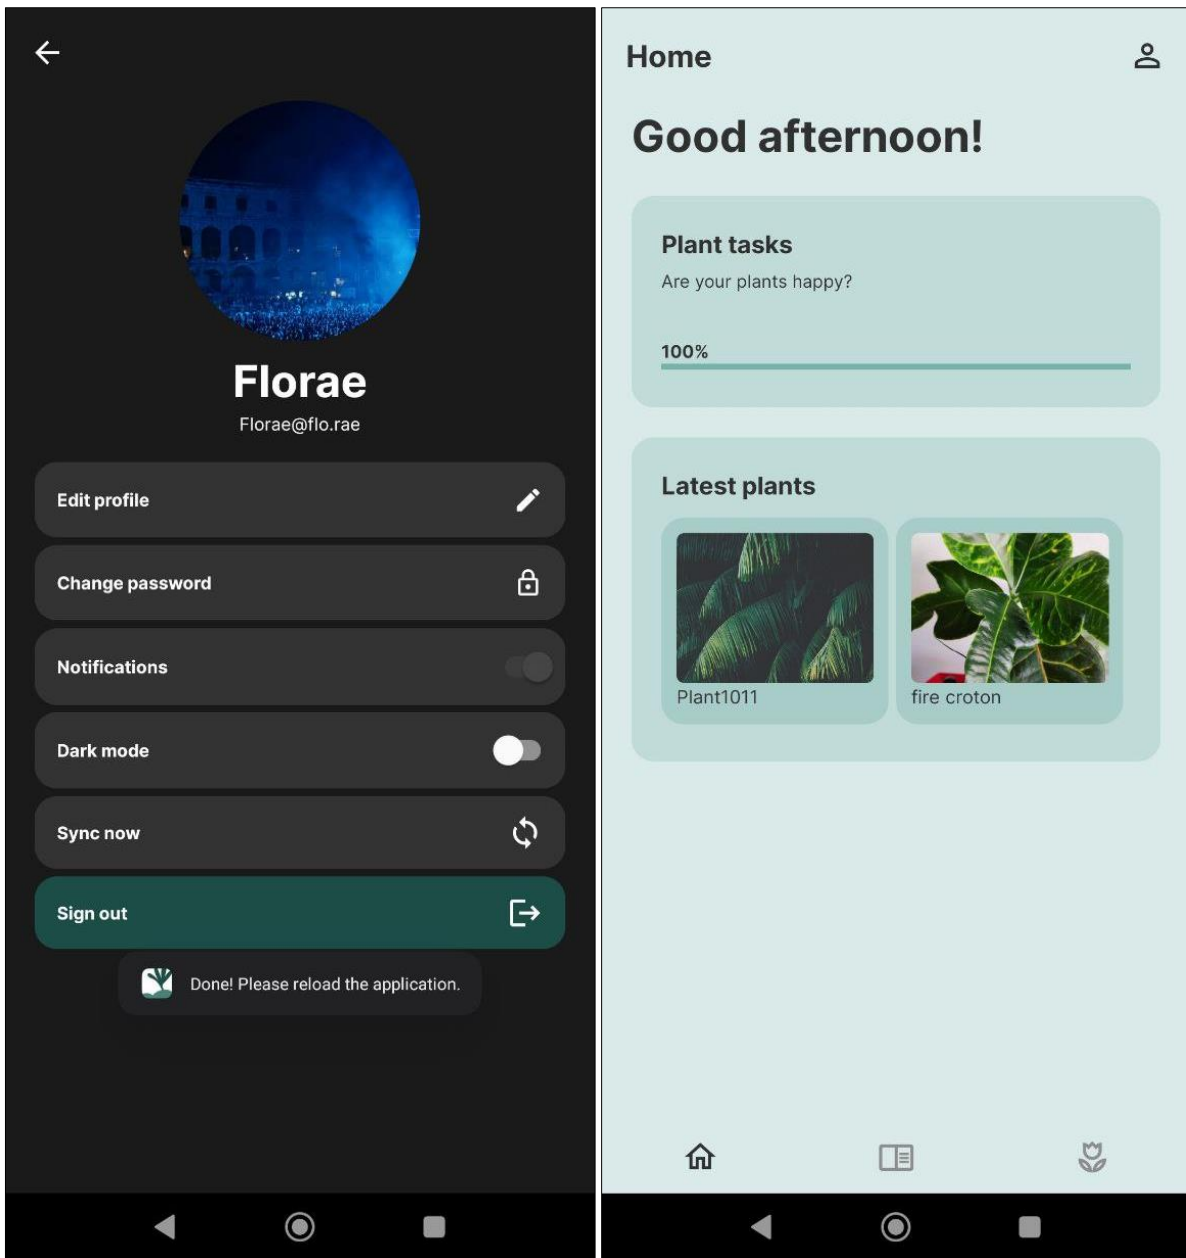 Florae
Florae@flo.rae
Edit profile
Change password
Notifications
Dark mode
Sync now
Sign out
Done! Please reload the application.
Home
Good afternoon!
Plant tasks
Are your plants happy?
100%
Latest plants
Plant1011
fire croton